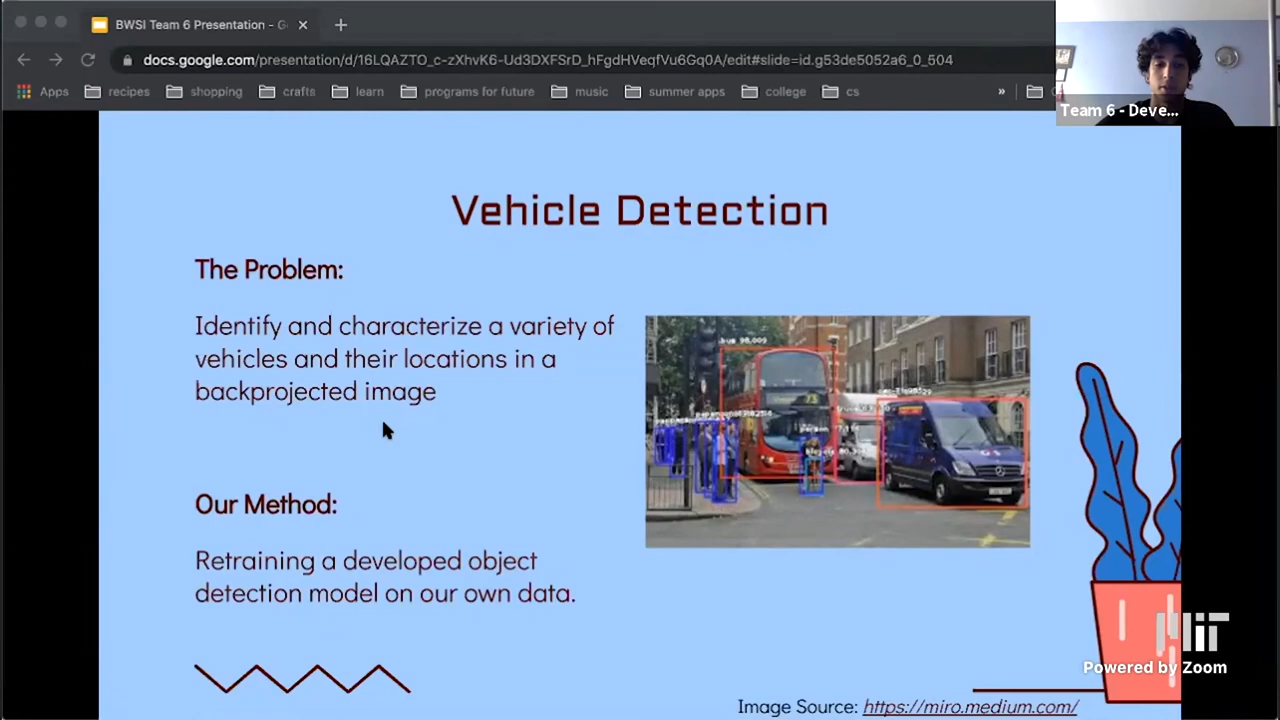 BWSI Team 6 Presentation - G
docs.google.com/presentation/d/16LQAZTO_c-zXhvK6-Ud3DXFSrD_hFgdHVeqfVu6Gq0A/edit#slide=id.g53de5052a6_0_504
Apps recipes shopping crafts learn programs for future music summer apps college cs »
Team 6 - Deve...
Vehicle Detection
The Problem:
Identify and characterize a variety of
vehicles and their locations in a
backprojected image
Our Method:
Retraining a developed object
detection model on our own data.
MIT
Powered by Zoom
Image Source: https://miro.medium.com/